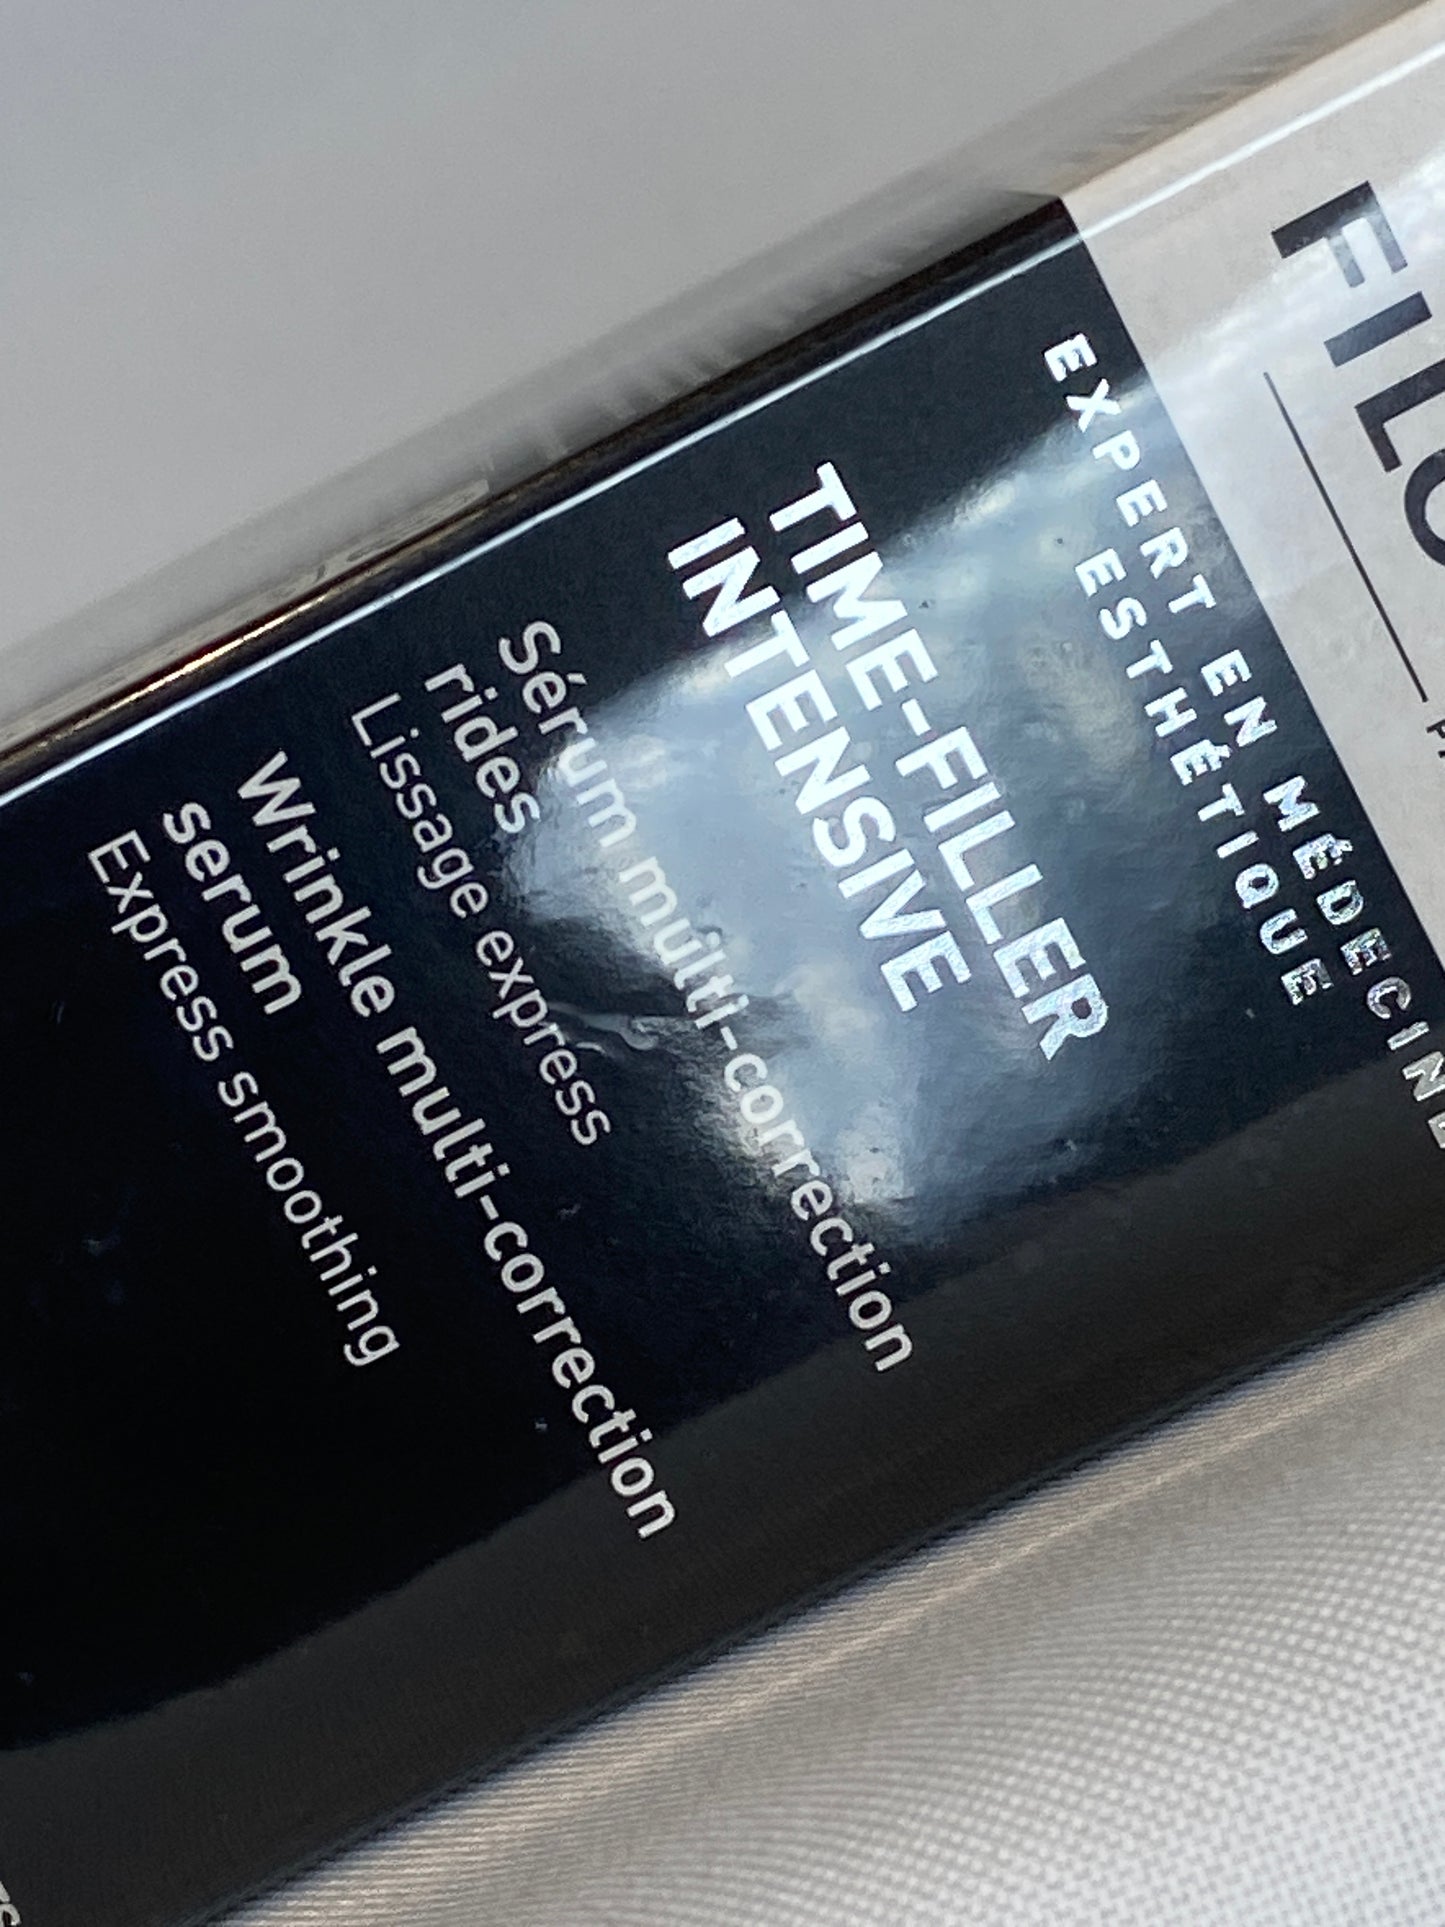 FILO
EXPERT EN MÉDECINE
ESTHÉTIQUE
TIME-FILLER
INTENSIVE
Sérum multi-correction
rides
Lissage express
Wrinkle multi-correction
serum
Express smoothing